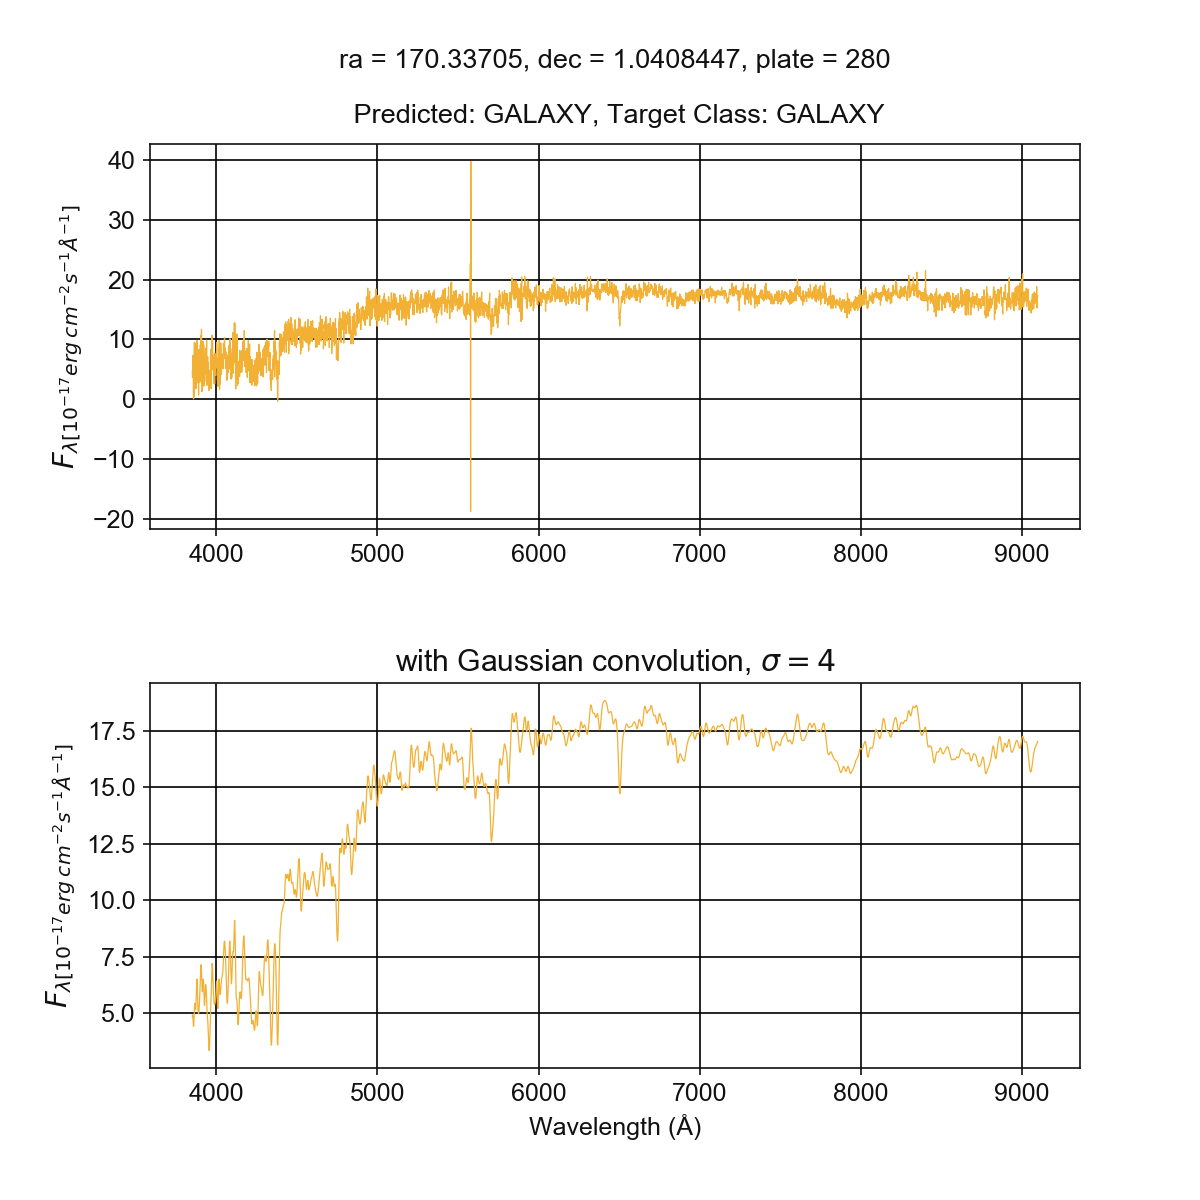 ra = 170.33705, dec = 1.0408447, plate = 280
Predicted: GALAXY, Target Class: GALAXY
F_λ[10^−17 erg cm^−2 s^−1 Å^−1]
40
30
20
10
0
−10
−20
4000 5000 6000 7000 8000 9000
with Gaussian convolution, σ = 4
F_λ[10^−17 erg cm^−2 s^−1 Å^−1]
17.5
15.0
12.5
10.0
7.5
5.0
4000 5000 6000 7000 8000 9000
Wavelength (Å)